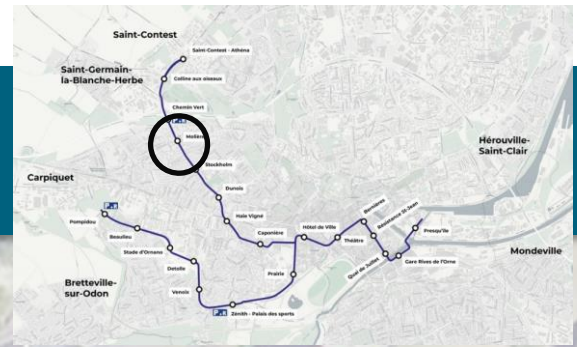 Saint-Contest
Saint-Contest - Athéna
Saint-Germain-
la-Blanche-Herbe
Colline aux oiseaux
Chemin Vert
Molière
Hérouville-
Saint-Clair
Stockholm
Carpiquet
Dunois
Pompidou
Haie Vigné
Bernières
Résistance St-Jean
Presqu'île
Beaulieu
Caponière
Hôtel de Ville
Théâtre
Stade d'Ornano
Mondeville
Quai de Juillet
Gare Rives de l'Orne
Detolle
Prairie
Bretteville-
sur-Odon
Venoix
Zénith - Palais des sports